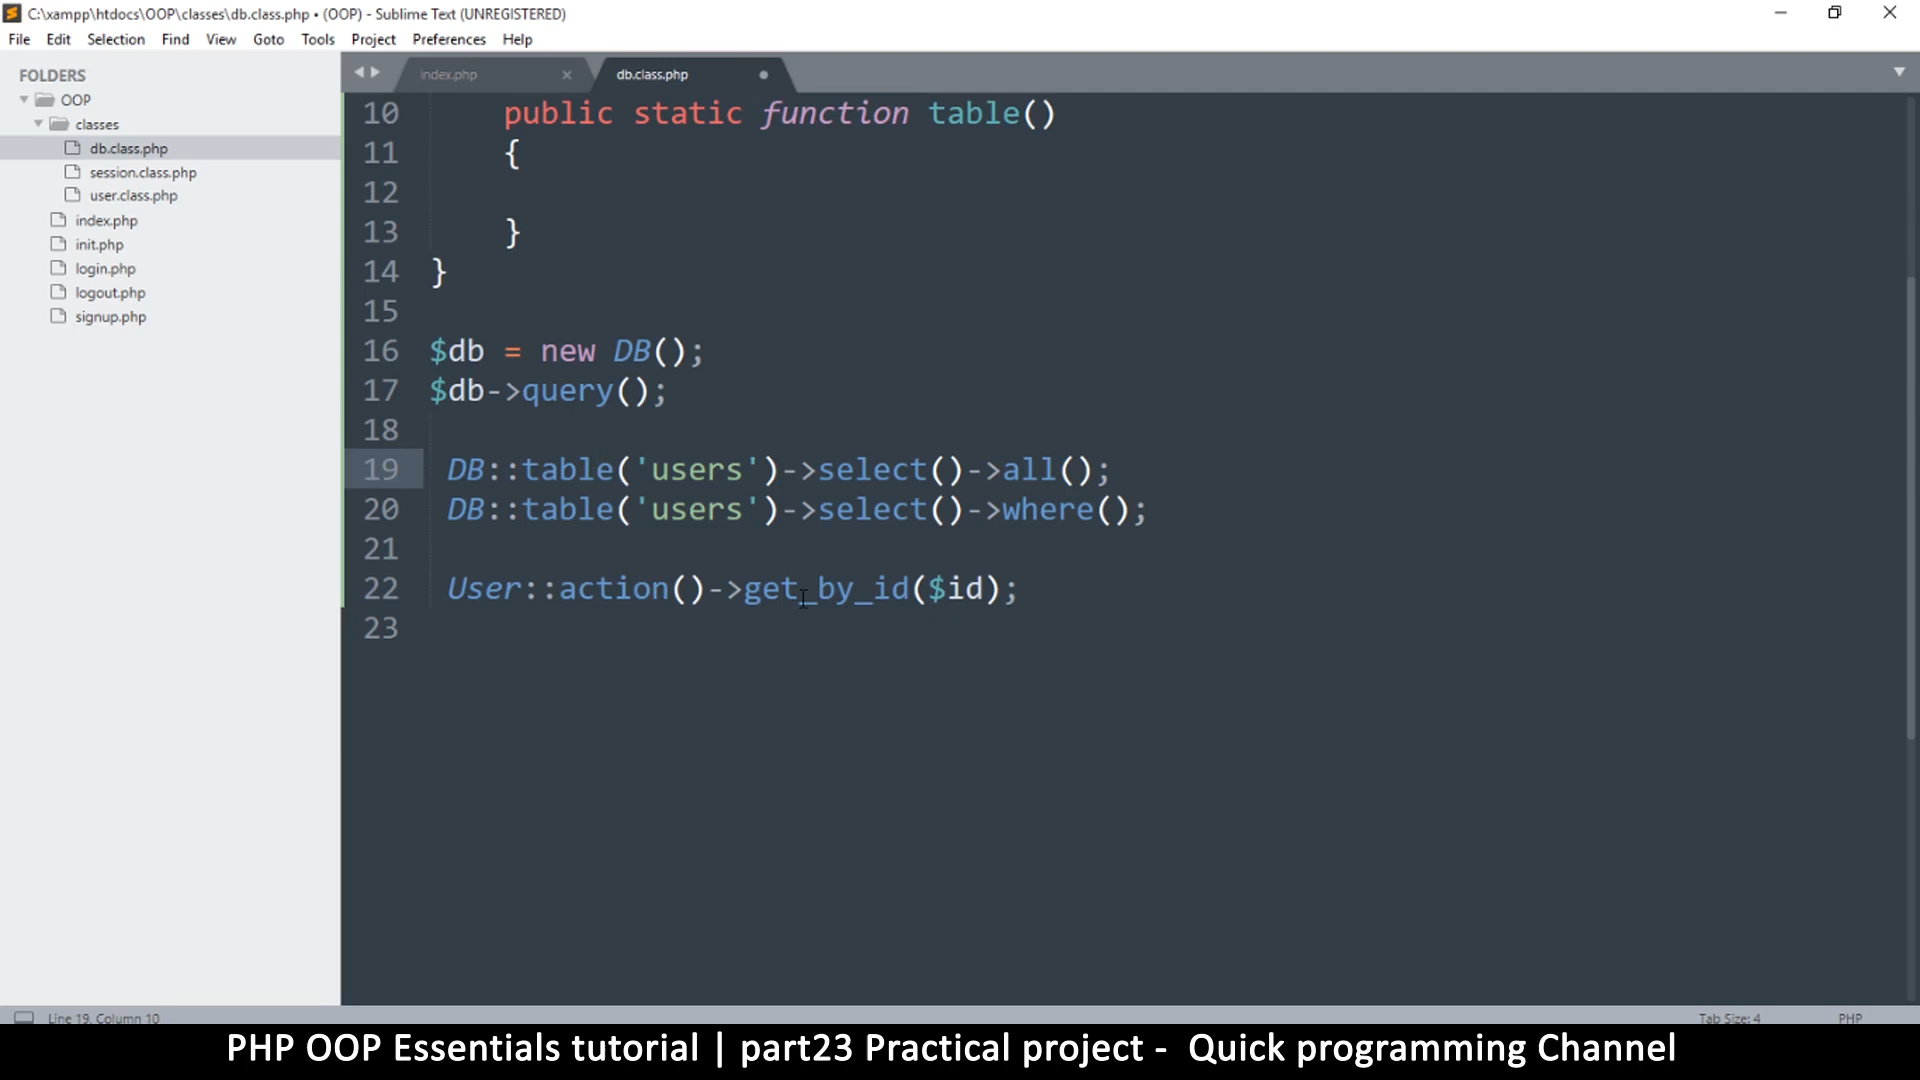 C:\xampp\htdocs\OOP\classes\db.class.php • (OOP) - Sublime Text (UNREGISTERED)
File Edit Selection Find View Goto Tools Project Preferences Help
FOLDERS
OOP
classes
db.class.php
session.class.php
user.class.php
index.php
init.php
login.php
logout.php
signup.php
index.php × db.class.php
10 public static function table()
11 {
12
13 }
14 }
15
16 $db = new DB();
17 $db->query();
18
19 DB::table('users')->select()->all();
20 DB::table('users')->select()->where();
21
22 User::action()->get_by_id($id);
23
Line 19, Column 10 Tab Size: 4 PHP
PHP OOP Essentials tutorial | part23 Practical project - Quick programming Channel